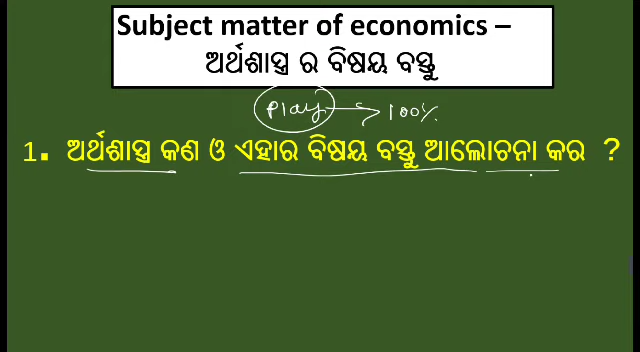 Subject matter of economics –
ଅର୍ଥଶାସ୍ତ୍ର ର ବିଷୟ ବସ୍ତୁ
Play → 100%
1. ଅର୍ଥଶାସ୍ତ୍ର କଣ ଓ ଏହାର ବିଷୟ ବସ୍ତୁ ଆଲୋଚନା କର ?